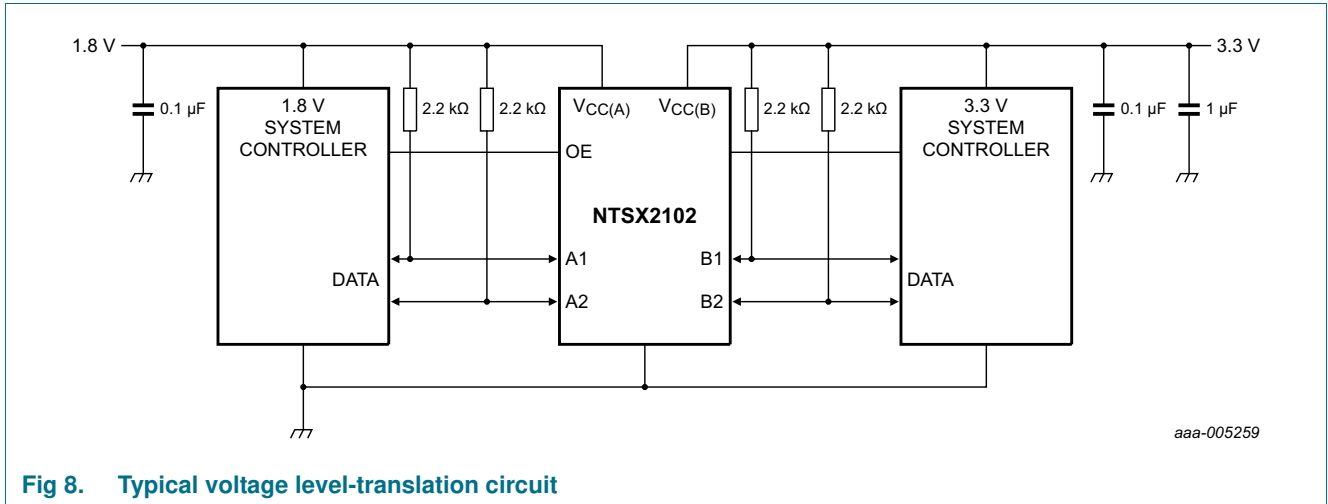 1.8 V
3.3 V
0.1 µF
1.8 V
SYSTEM
CONTROLLER
DATA
2.2 kΩ
2.2 kΩ
VCC(A)
VCC(B)
OE
NTSX2102
A1
A2
B1
B2
2.2 kΩ
2.2 kΩ
3.3 V
SYSTEM
CONTROLLER
DATA
0.1 µF
1 µF
aaa-005259
Fig 8. Typical voltage level-translation circuit